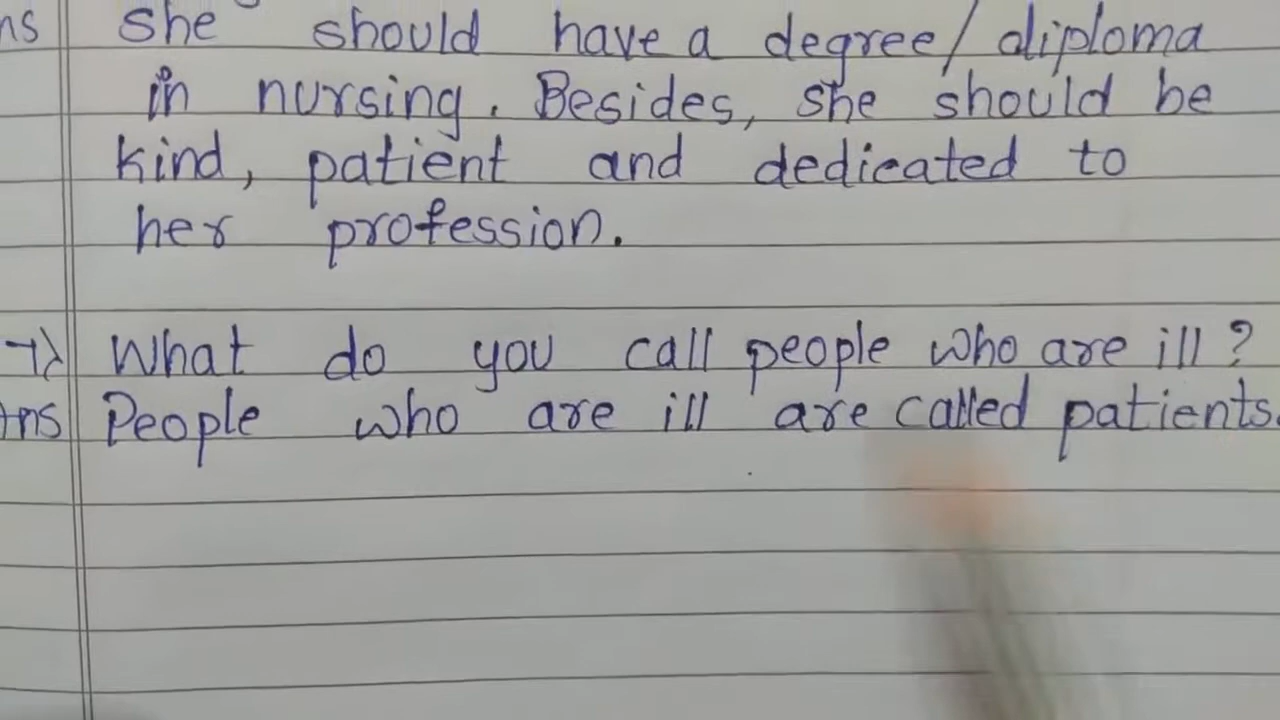 ns She should have a degree/diploma
in nursing. Besides, she should be
kind, patient and dedicated to
her profession.
7) What do you call people who are ill?
Ans People who are ill are called patients.